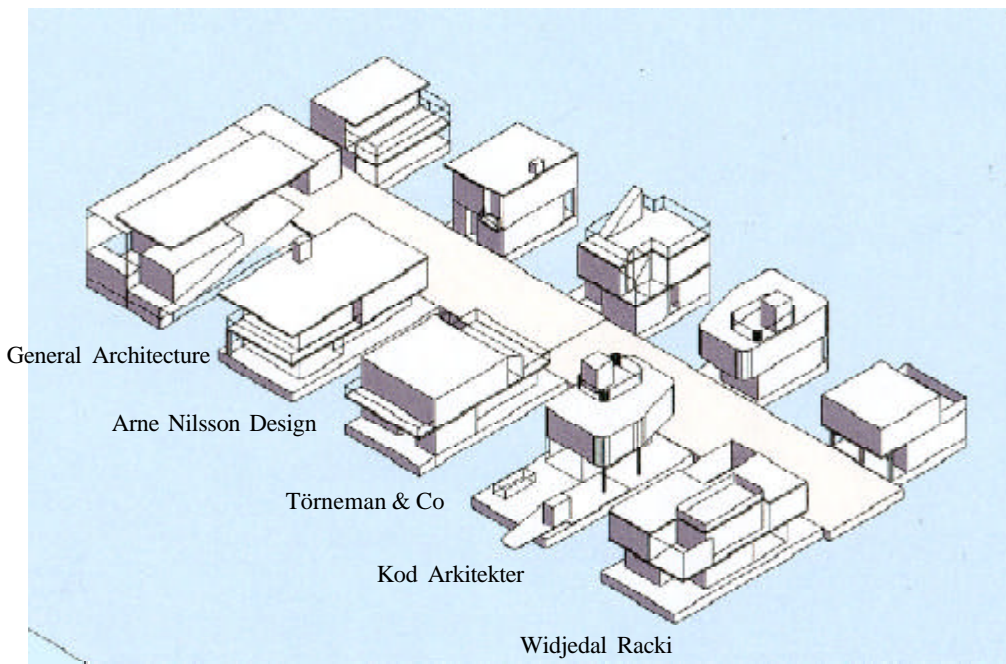 General Architecture
Arne Nilsson Design
Törneman & Co
Kod Arkitekter
Widjedal Racki